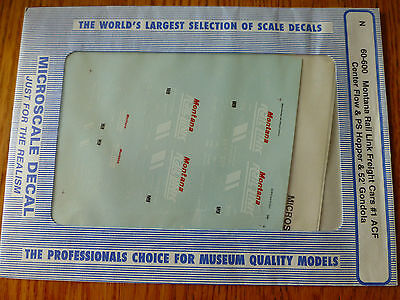 THE WORLD'S LARGEST SELECTION OF SCALE DECALS
MICROSCALE DECAL
JUST FOR THE REALISM
N
60-600 Montana Rail Link Freight Cars #1 ACF
Center Flow & PS Hopper & 52' Gondola
Montana
Montana
Montana
Montana
MICROS
THE PROFESSIONALS CHOICE FOR MUSEUM QUALITY MODELS